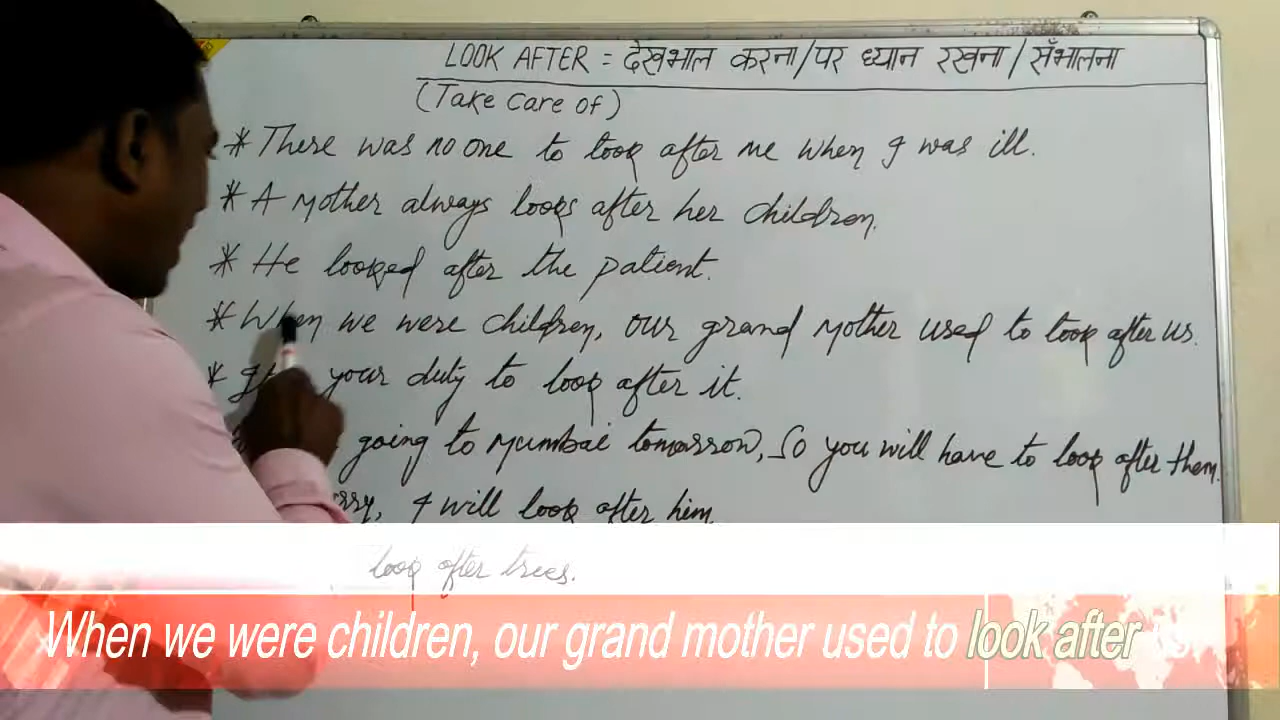 LOOK AFTER = देखभाल करना/पर ध्यान रखना/सँभालना
(Take care of)
* There was no one to look after me when I was ill.
* A mother always looks after her children.
* He looked after the patient.
* When we were children, our grand mother used to look after us.
* your duty to look after it.
going to Mumbai tomorrow, So you will have to look after them.
I will look after him.
look after trees.
When we were children, our grand mother used to look after